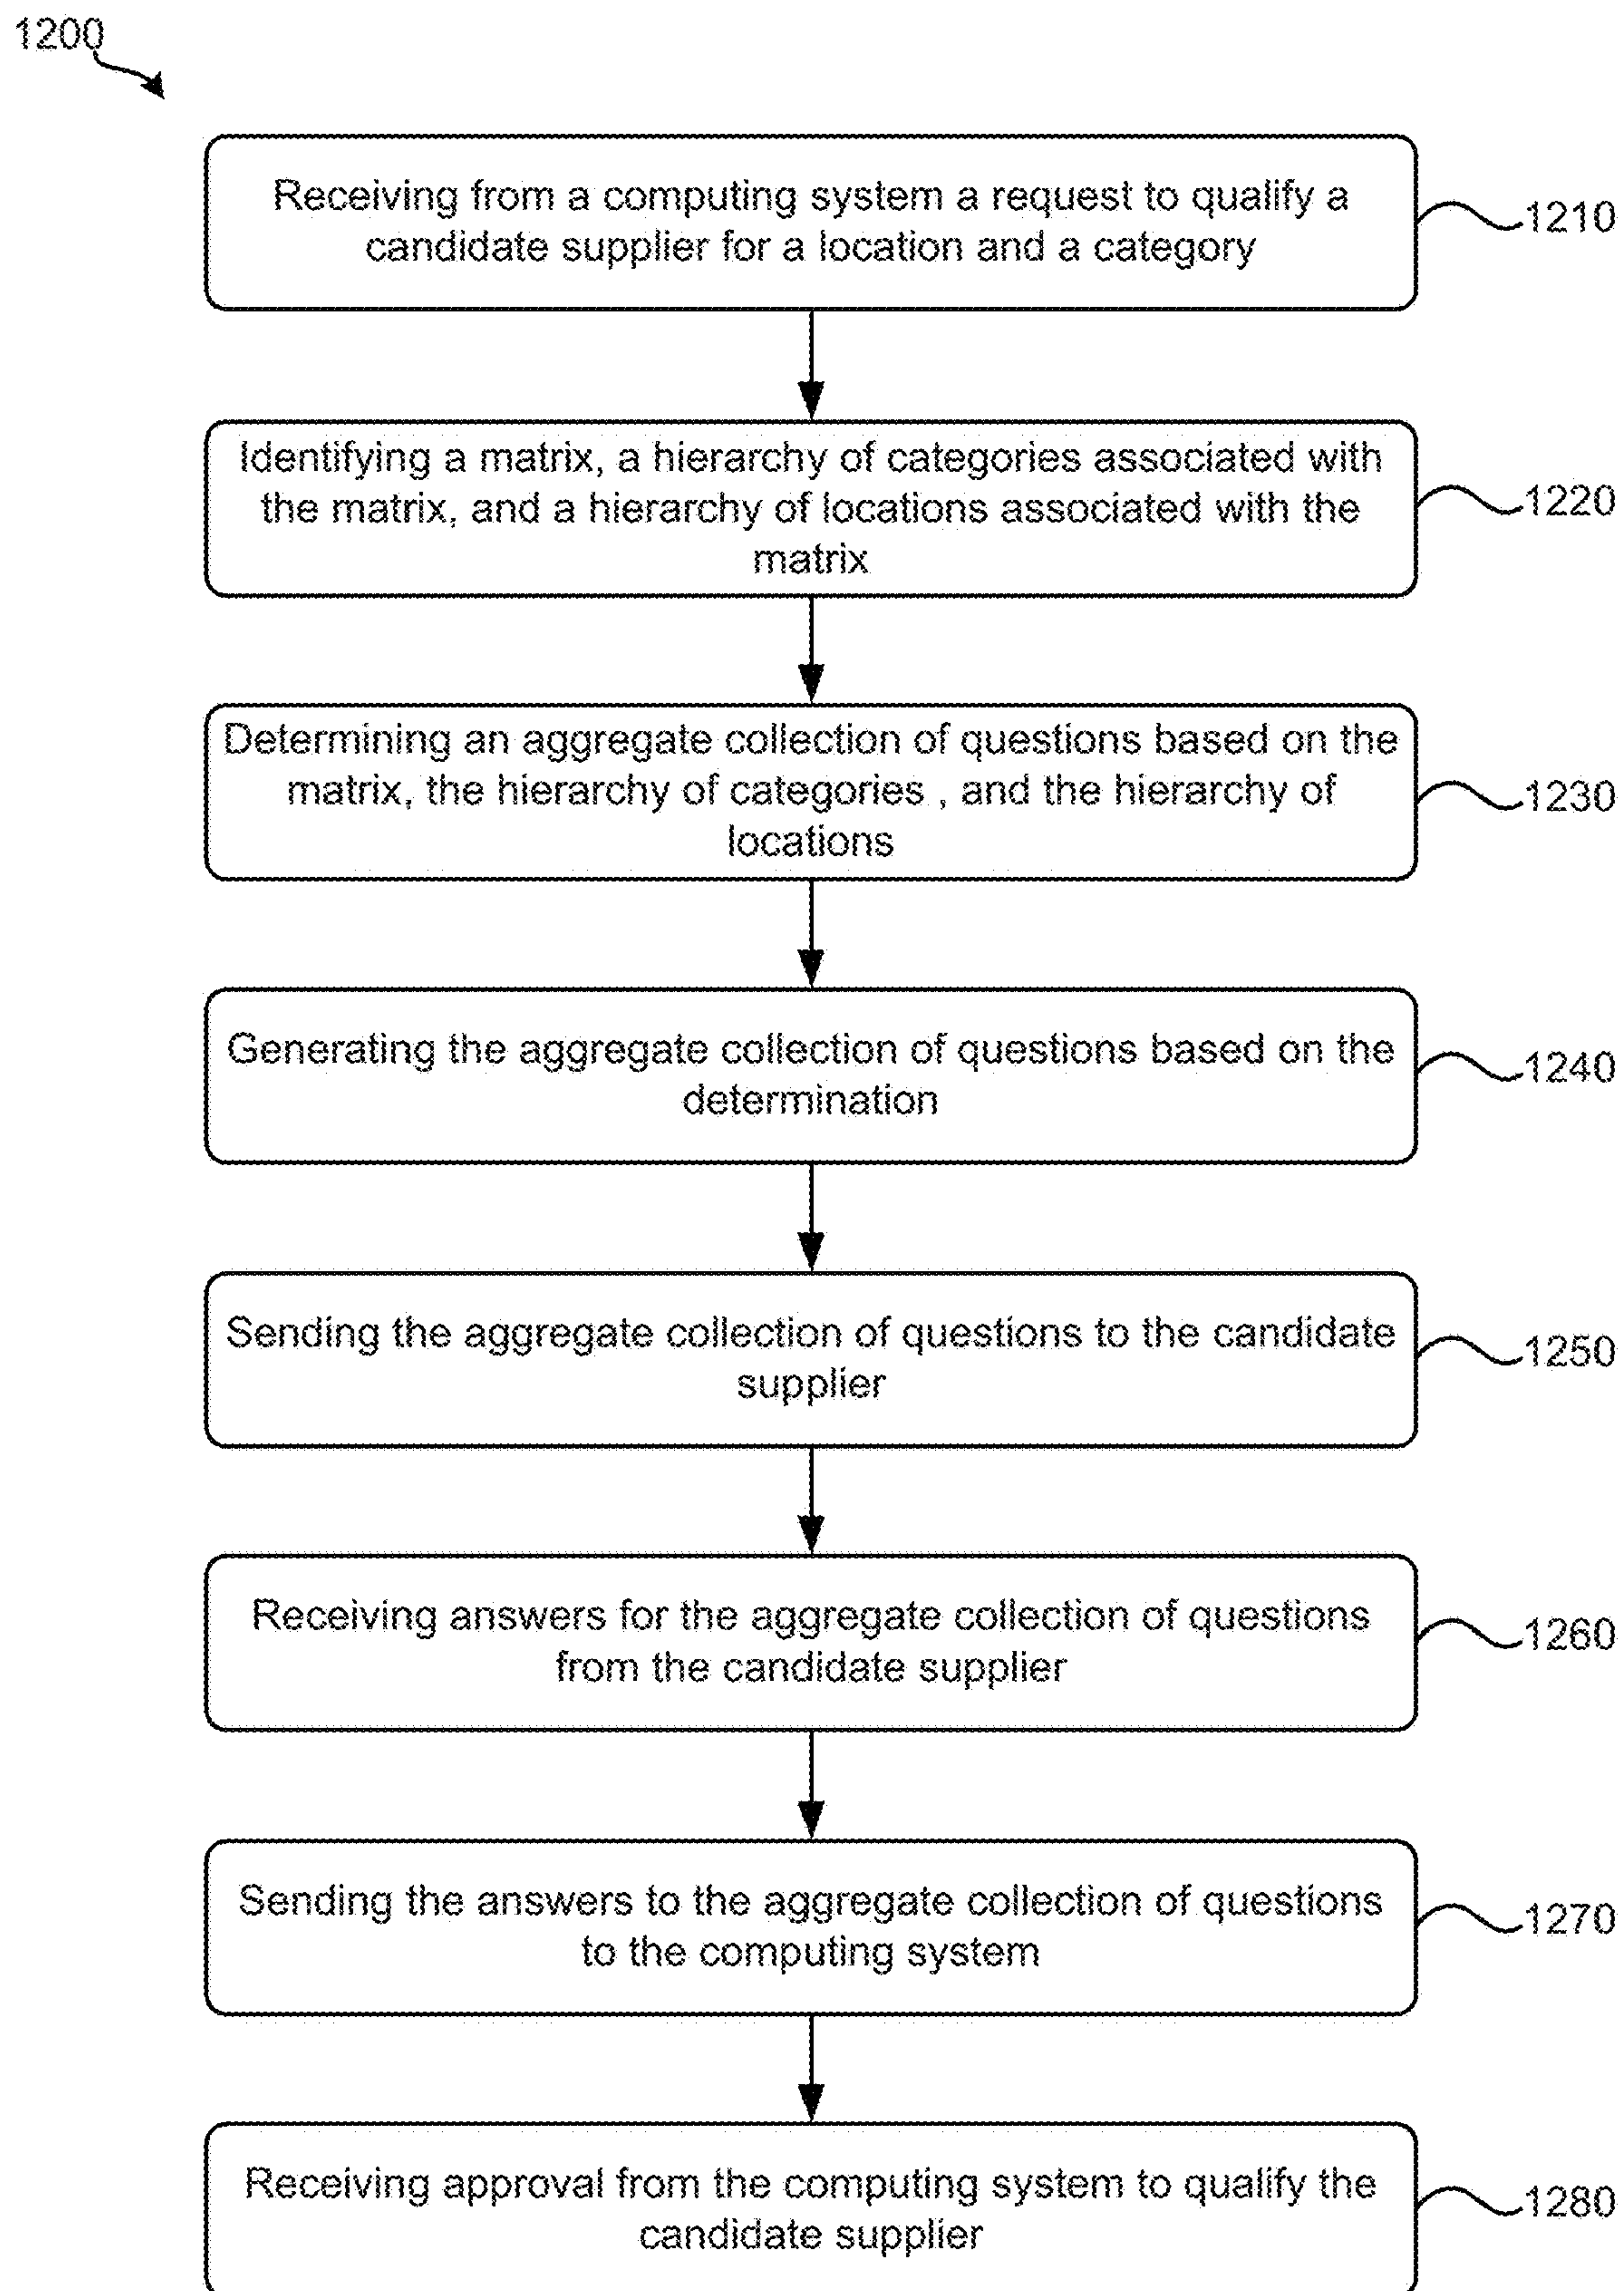 1200
Receiving from a computing system a request to qualify a
candidate supplier for a location and a category
1210
Identifying a matrix, a hierarchy of categories associated with
the matrix, and a hierarchy of locations associated with the
matrix
1220
Determining an aggregate collection of questions based on the
matrix, the hierarchy of categories , and the hierarchy of
locations
1230
Generating the aggregate collection of questions based on the
determination
1240
Sending the aggregate collection of questions to the candidate
supplier
1250
Receiving answers for the aggregate collection of questions
from the candidate supplier
1260
Sending the answers to the aggregate collection of questions
to the computing system
1270
Receiving approval from the computing system to qualify the
candidate supplier
1280